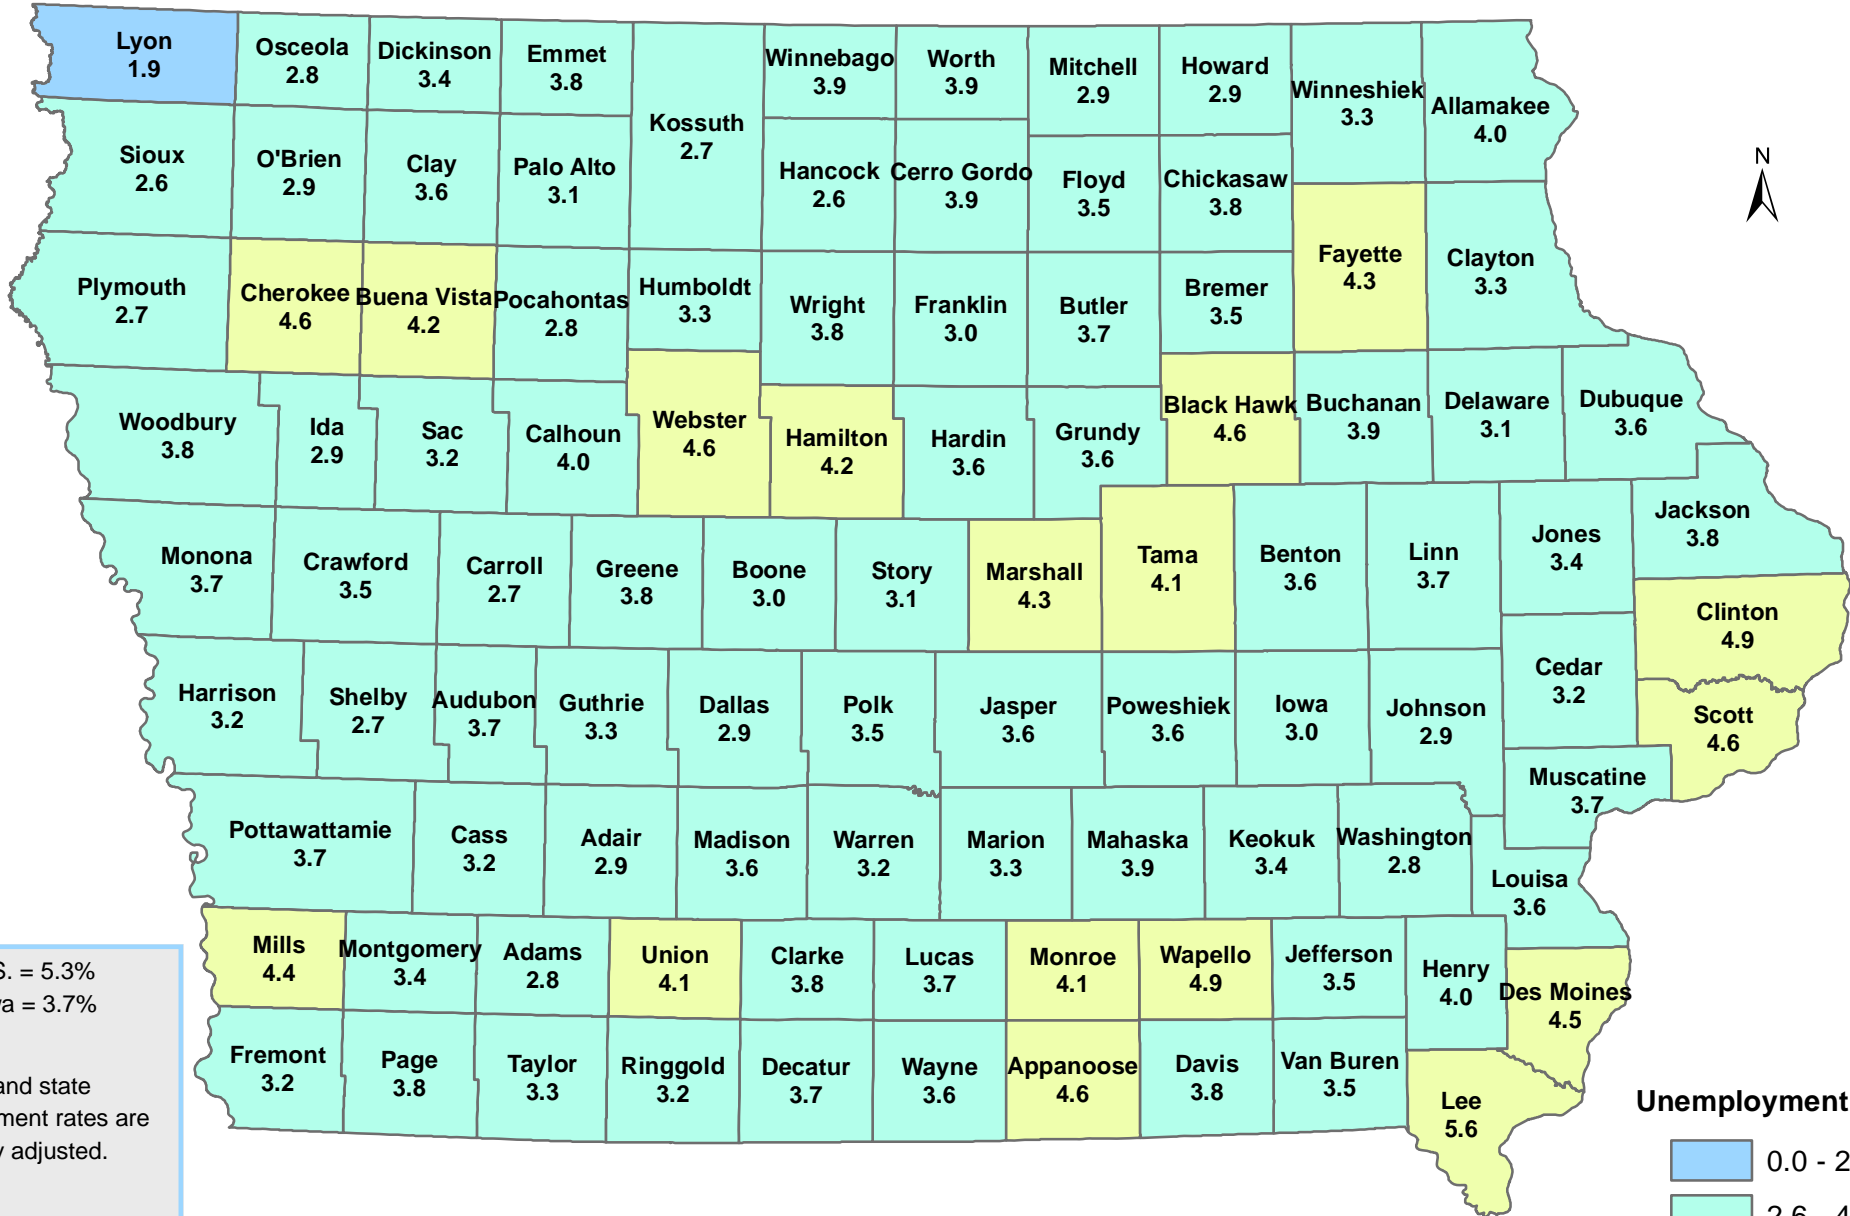 Lyon
1.9
Osceola
2.8
Dickinson
3.4
Emmet
3.8
Kossuth
2.7
Winnebago
3.9
Worth
3.9
Mitchell
2.9
Howard
2.9
Winneshiek
3.3
Allamakee
4.0
N
Sioux
2.6
O'Brien
2.9
Clay
3.6
Palo Alto
3.1
Hancock
2.6
Cerro Gordo
3.9
Floyd
3.5
Chickasaw
3.8
Fayette
4.3
Clayton
3.3
Plymouth
2.7
Cherokee
4.6
Buena Vista
4.2
Pocahontas
2.8
Humboldt
3.3
Wright
3.8
Franklin
3.0
Butler
3.7
Bremer
3.5
Woodbury
3.8
Ida
2.9
Sac
3.2
Calhoun
4.0
Webster
4.6
Hamilton
4.2
Hardin
3.6
Grundy
3.6
Black Hawk
4.6
Buchanan
3.9
Delaware
3.1
Dubuque
3.6
Monona
3.7
Crawford
3.5
Carroll
2.7
Greene
3.8
Boone
3.0
Story
3.1
Marshall
4.3
Tama
4.1
Benton
3.6
Linn
3.7
Jones
3.4
Jackson
3.8
Clinton
4.9
Harrison
3.2
Shelby
2.7
Audubon
3.7
Guthrie
3.3
Dallas
2.9
Polk
3.5
Jasper
3.6
Poweshiek
3.6
Iowa
3.0
Johnson
2.9
Cedar
3.2
Scott
4.6
Muscatine
3.7
Pottawattamie
3.7
Cass
3.2
Adair
2.9
Madison
3.6
Warren
3.2
Marion
3.3
Mahaska
3.9
Keokuk
3.4
Washington
2.8
Louisa
3.6
Mills
4.4
Montgomery
3.4
Adams
2.8
Union
4.1
Clarke
3.8
Lucas
3.7
Monroe
4.1
Wapello
4.9
Jefferson
3.5
Henry
4.0
Des Moines
4.5
Fremont
3.2
Page
3.8
Taylor
3.3
Ringgold
3.2
Decatur
3.7
Wayne
3.6
Appanoose
4.6
Davis
3.8
Van Buren
3.5
Lee
5.6
S. = 5.3%
a = 3.7%
and state
ment rates are
y adjusted.
Unemployment
0.0 - 2
2.6 - 4